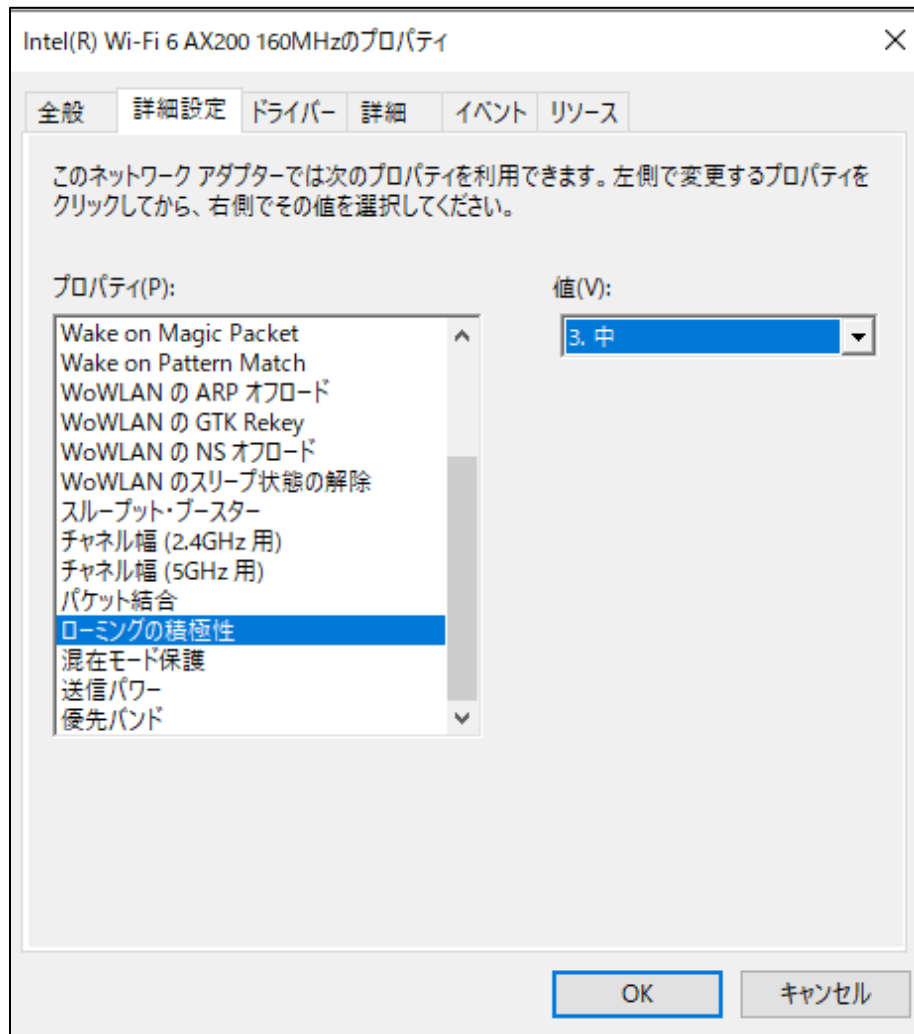 Intel(R) Wi-Fi 6 AX200 160MHzのプロパティ
全般 詳細設定 ドライバー 詳細 イベント リソース
このネットワーク アダプターでは次のプロパティを利用できます。左側で変更するプロパティを
クリックしてから、右側でその値を選択してください。
プロパティ(P):
Wake on Magic Packet
Wake on Pattern Match
WoWLAN の ARP オフロード
WoWLAN の GTK Rekey
WoWLAN の NS オフロード
WoWLAN のスリープ状態の解除
スループット・ブースター
チャネル幅 (2.4GHz 用)
チャネル幅 (5GHz 用)
パケット結合
ローミングの積極性
混在モード保護
送信パワー
優先バンド
値(V):
3. 中
OK キャンセル